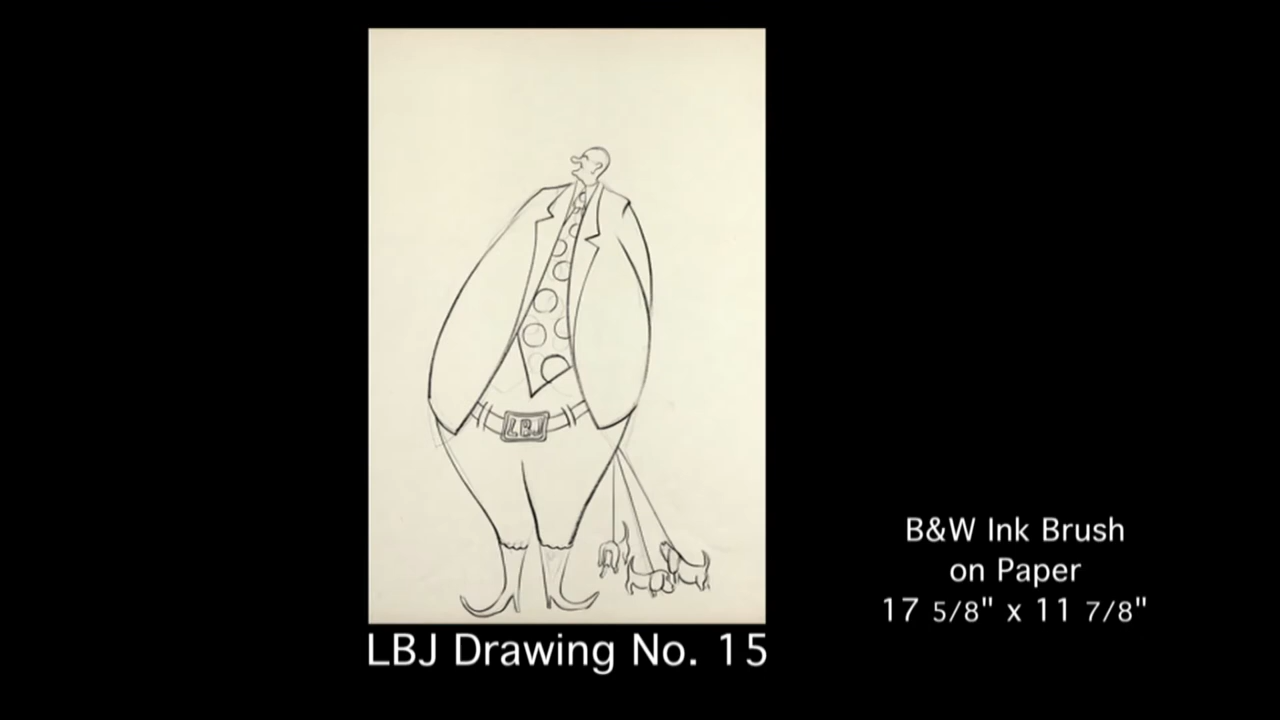 LBJ
LBJ Drawing No. 15
B&W Ink Brush
on Paper
17 5/8" x 11 7/8"